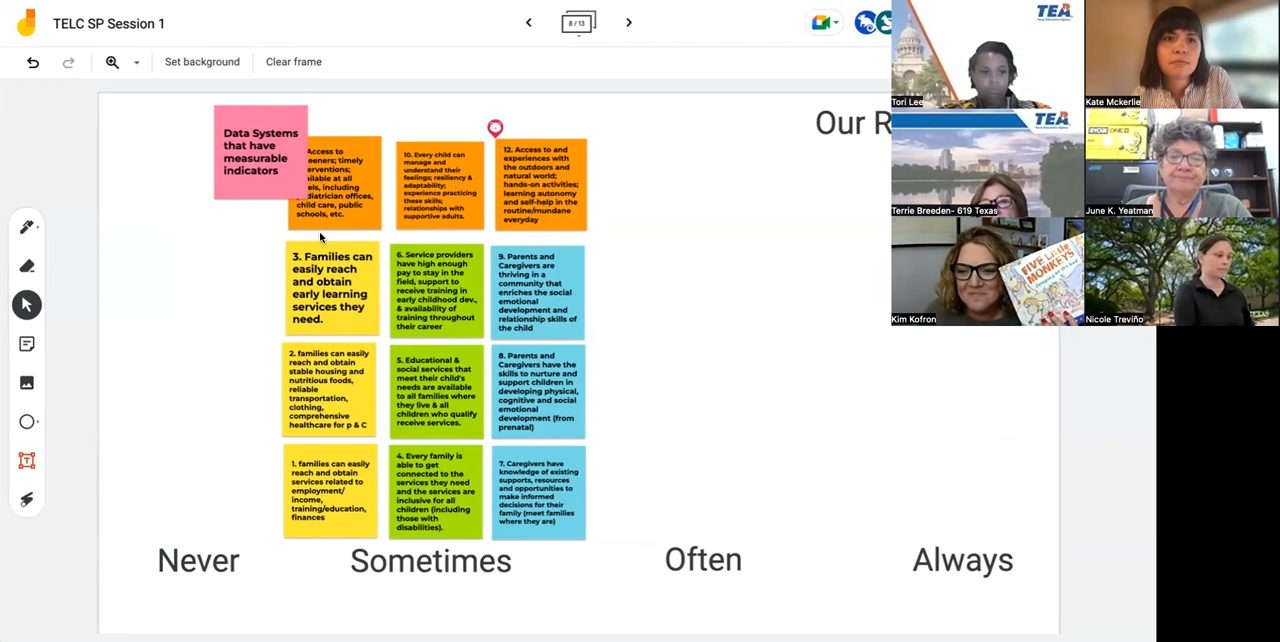 TELC SP Session 1
8 / 13
Set background
Clear frame
Our R
Data Systems
that have
measurable
indicators
Access to
eeners; timely
erventions;
ilable at all
els, including
diatrician offices,
child care, public
schools, etc.
10. Every child can
manage and
understand their
feelings; resiliency &
adaptability;
experience practicing
these skills;
relationships with
supportive adults.
12. Access to and
experiences with
the outdoors and
natural world;
hands-on activities;
learning autonomy
and self-help in the
routine/mundane
everyday
3. Families can
easily reach
and obtain
early learning
services they
need.
6. Service providers
have high enough
pay to stay in the
field, support to
receive training in
early childhood dev.,
& availability of
training throughout
their career
9. Parents and
Caregivers are
thriving in a
community that
enriches the social
emotional
development and
relationship skills of
the child
2. families can easily
reach and obtain
stable housing and
nutritious foods,
reliable
transportation,
clothing,
comprehensive
healthcare for p & C
5. Educational &
social services that
meet their child's
needs are available
to all families where
they live & all
children who qualify
receive services.
8. Parents and
Caregivers have the
skills to nurture and
support children in
developing physical,
cognitive and social
emotional
development (from
prenatal)
1. families can easily
reach and obtain
services related to
employment/
income,
training/education,
finances
4. Every family is
able to get
connected to the
services they need
and the services are
inclusive for all
children (including
those with
disabilities).
7. Caregivers have
knowledge of existing
supports, resources
and opportunities to
make informed
decisions for their
family (meet families
where they are)
Never
Sometimes
Often
Always
TEA
Tori Lee
Kate Mckerlie
TEA
Terrie Breeden- 619 Texas
RYOBI ONE+
June K. Yeatman
FIVE LITTLE
MONKEYS
Kim Kofron
Nicole Treviño